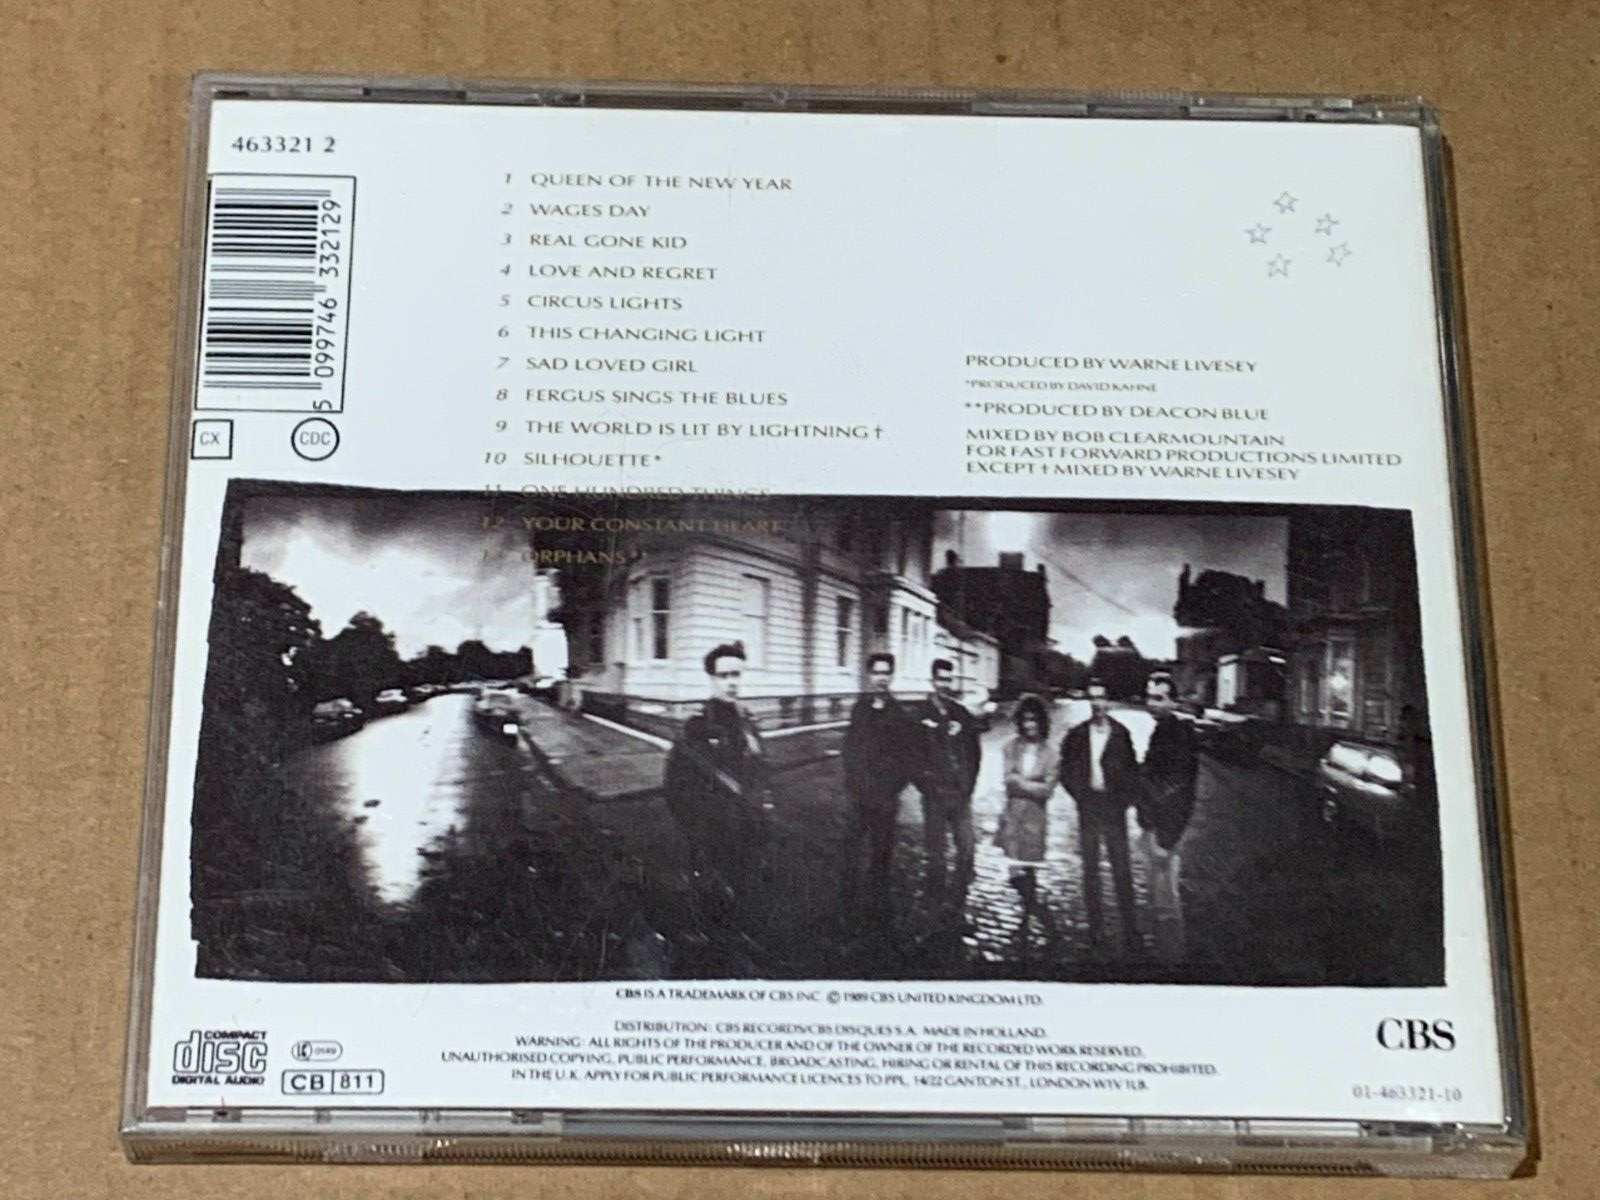 463321 2
5 099746 332129
CX
CDC
1 QUEEN OF THE NEW YEAR
2 WAGES DAY
3 REAL GONE KID
4 LOVE AND REGRET
5 CIRCUS LIGHTS
6 THIS CHANGING LIGHT
7 SAD LOVED GIRL
8 FERGUS SINGS THE BLUES
9 THE WORLD IS LIT BY LIGHTNING †
10 SILHOUETTE*
11 ONE HUNDRED THINGS
12 YOUR CONSTANT HEART
13 ORPHANS**
PRODUCED BY WARNE LIVESEY
*PRODUCED BY DAVID KAHNE
**PRODUCED BY DEACON BLUE
MIXED BY BOB CLEARMOUNTAIN
FOR FAST FORWARD PRODUCTIONS LIMITED
EXCEPT † MIXED BY WARNE LIVESEY
CBS IS A TRADEMARK OF CBS INC. © 1989 CBS UNITED KINGDOM LTD.
DISTRIBUTION: CBS RECORDS/CBS DISQUES S.A. MADE IN HOLLAND.
WARNING: ALL RIGHTS OF THE PRODUCER AND OF THE OWNER OF THE RECORDED WORK RESERVED.
UNAUTHORISED COPYING, PUBLIC PERFORMANCE, BROADCASTING, HIRING OR RENTAL OF THIS RECORDING PROHIBITED.
IN THE U.K. APPLY FOR PUBLIC PERFORMANCE LICENCES TO PPL, 14/22 GANTON ST., LONDON W1V 1LB.
COMPACT
disc
DIGITAL AUDIO
CB 811
CBS
01-463321-10